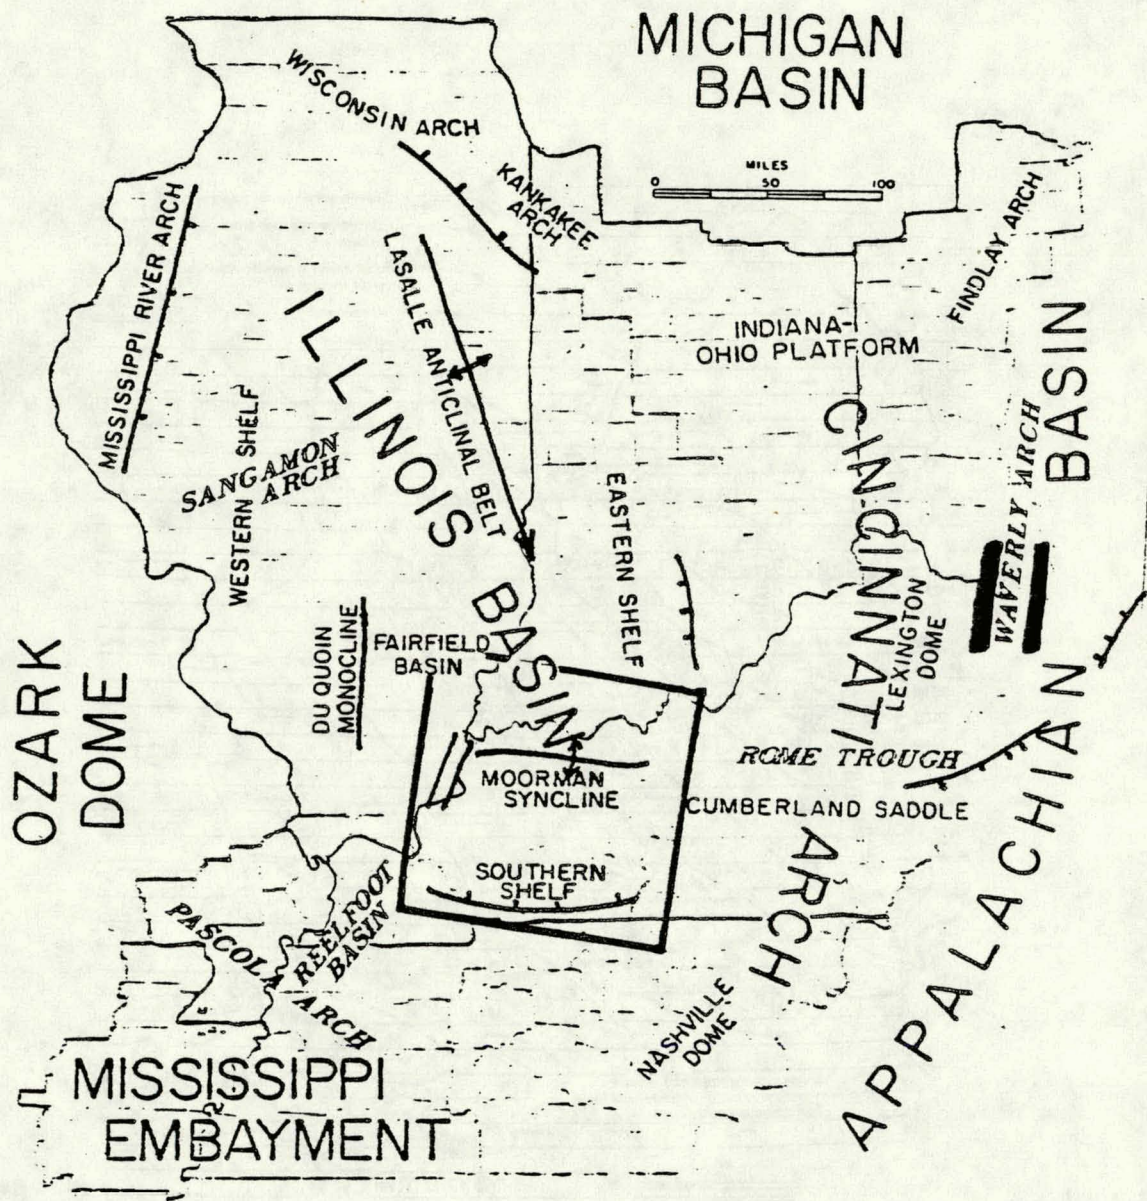 MICHIGAN
BASIN
WISCONSIN ARCH
KANKAKEE
ARCH
MILES
0 50 100
FINDLAY ARCH
MISSISSIPPI RIVER ARCH
LASALLE ANTICLINAL BELT
ILLINOIS BASIN
INDIANA-
OHIO PLATFORM
WESTERN SHELF
SANGAMON
ARCH
EASTERN SHELF
CINCINNATI
ARCH
WAVERLY ARCH
LEXINGTON
DOME
DU QUOIN
MONOCLINE
FAIRFIELD
BASIN
OZARK
DOME
MOORMAN
SYNCLINE
ROME TROUGH
CUMBERLAND SADDLE
APPALACHIAN
BASIN
SOUTHERN
SHELF
REELFOOT
BASIN
PASCOLA ARCH
NASHVILLE
DOME
MISSISSIPPI
EMBAYMENT